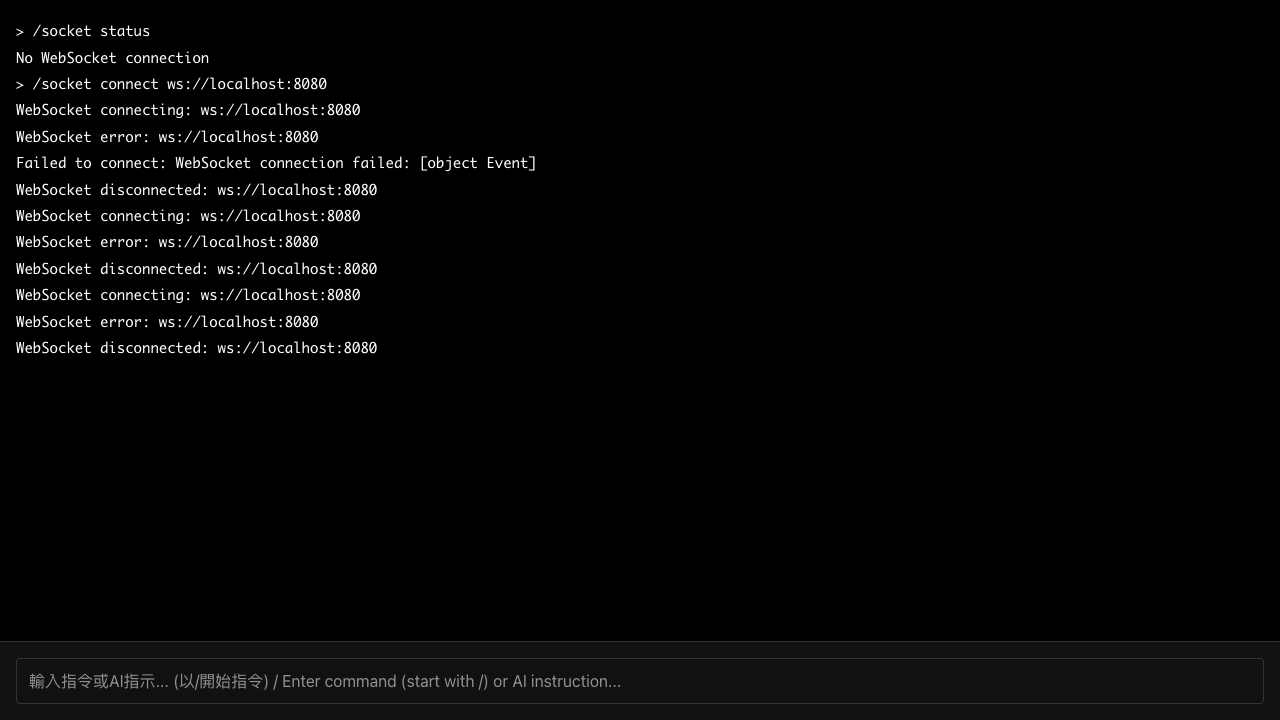 > /socket status
No WebSocket connection
> /socket connect ws://localhost:8080
WebSocket connecting: ws://localhost:8080
WebSocket error: ws://localhost:8080
Failed to connect: WebSocket connection failed: [object Event]
WebSocket disconnected: ws://localhost:8080
WebSocket connecting: ws://localhost:8080
WebSocket error: ws://localhost:8080
WebSocket disconnected: ws://localhost:8080
WebSocket connecting: ws://localhost:8080
WebSocket error: ws://localhost:8080
WebSocket disconnected: ws://localhost:8080
輸入指令或AI指示... (以/開始指令) / Enter command (start with /) or AI instruction...